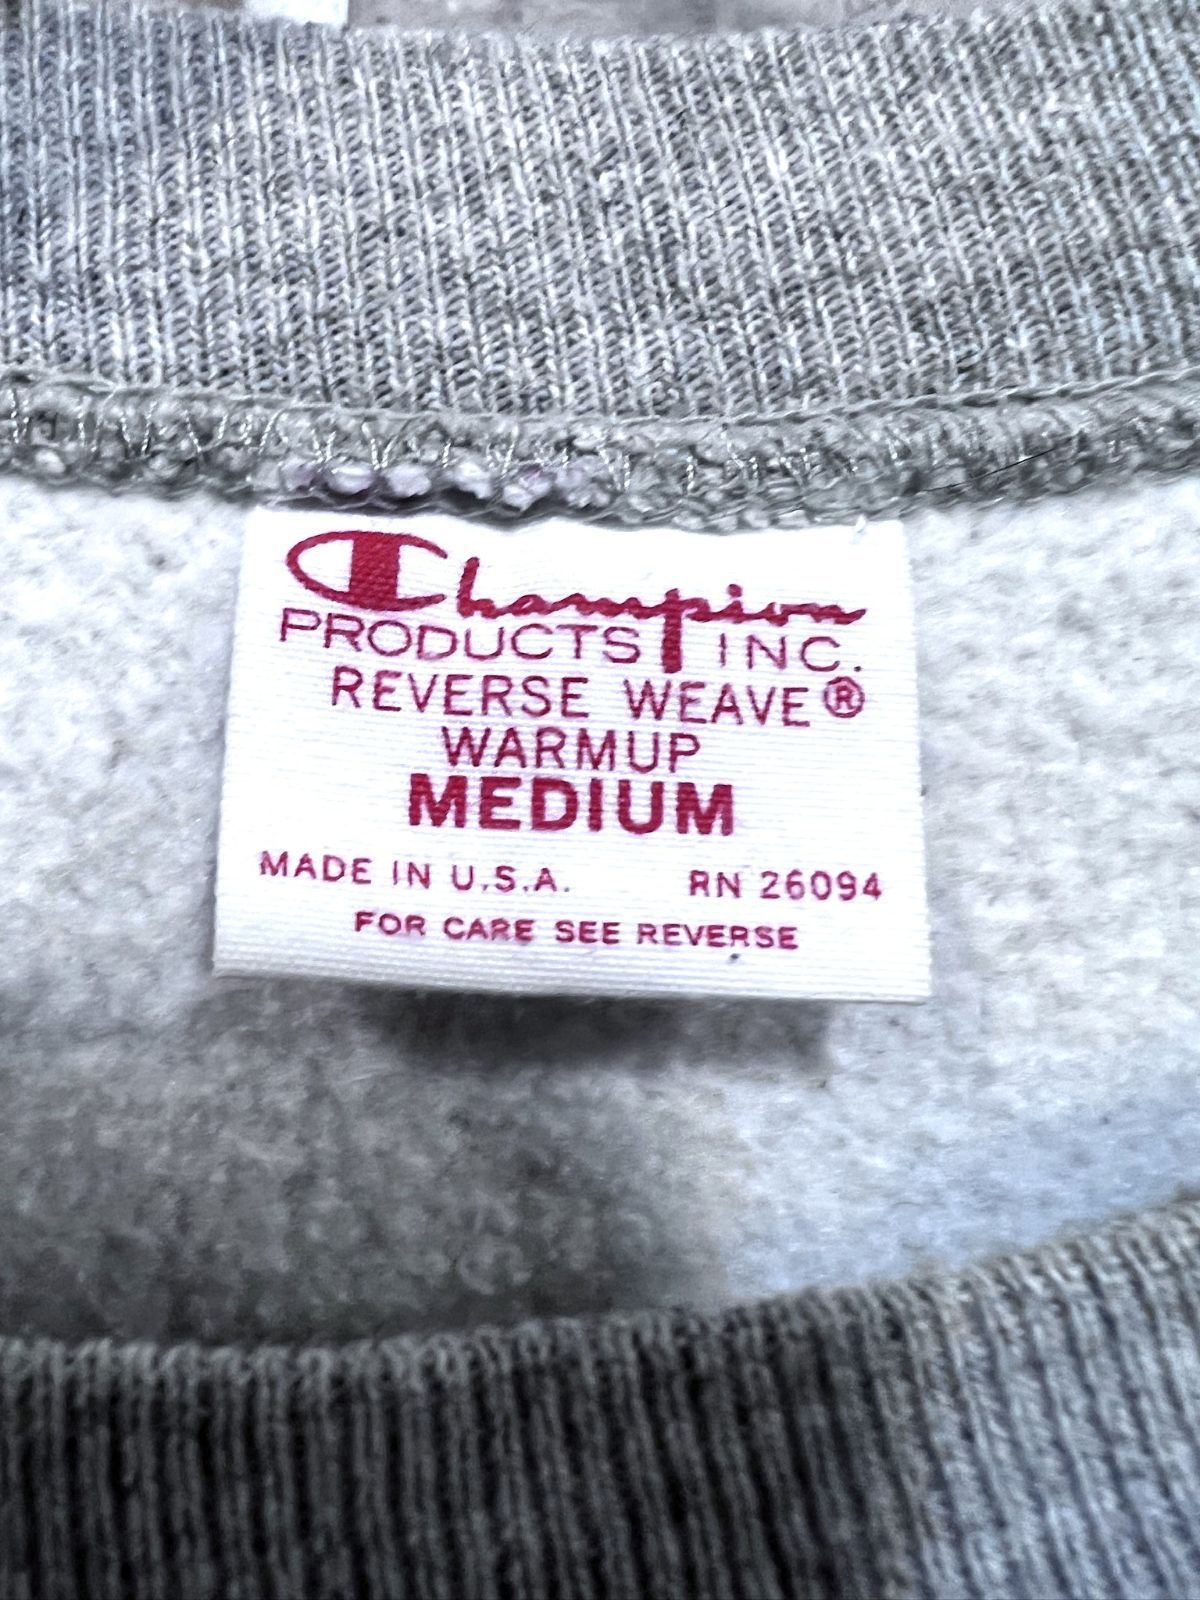 Champion
PRODUCTS INC.
REVERSE WEAVE®
WARMUP
MEDIUM
MADE IN U.S.A. RN 26094
FOR CARE SEE REVERSE